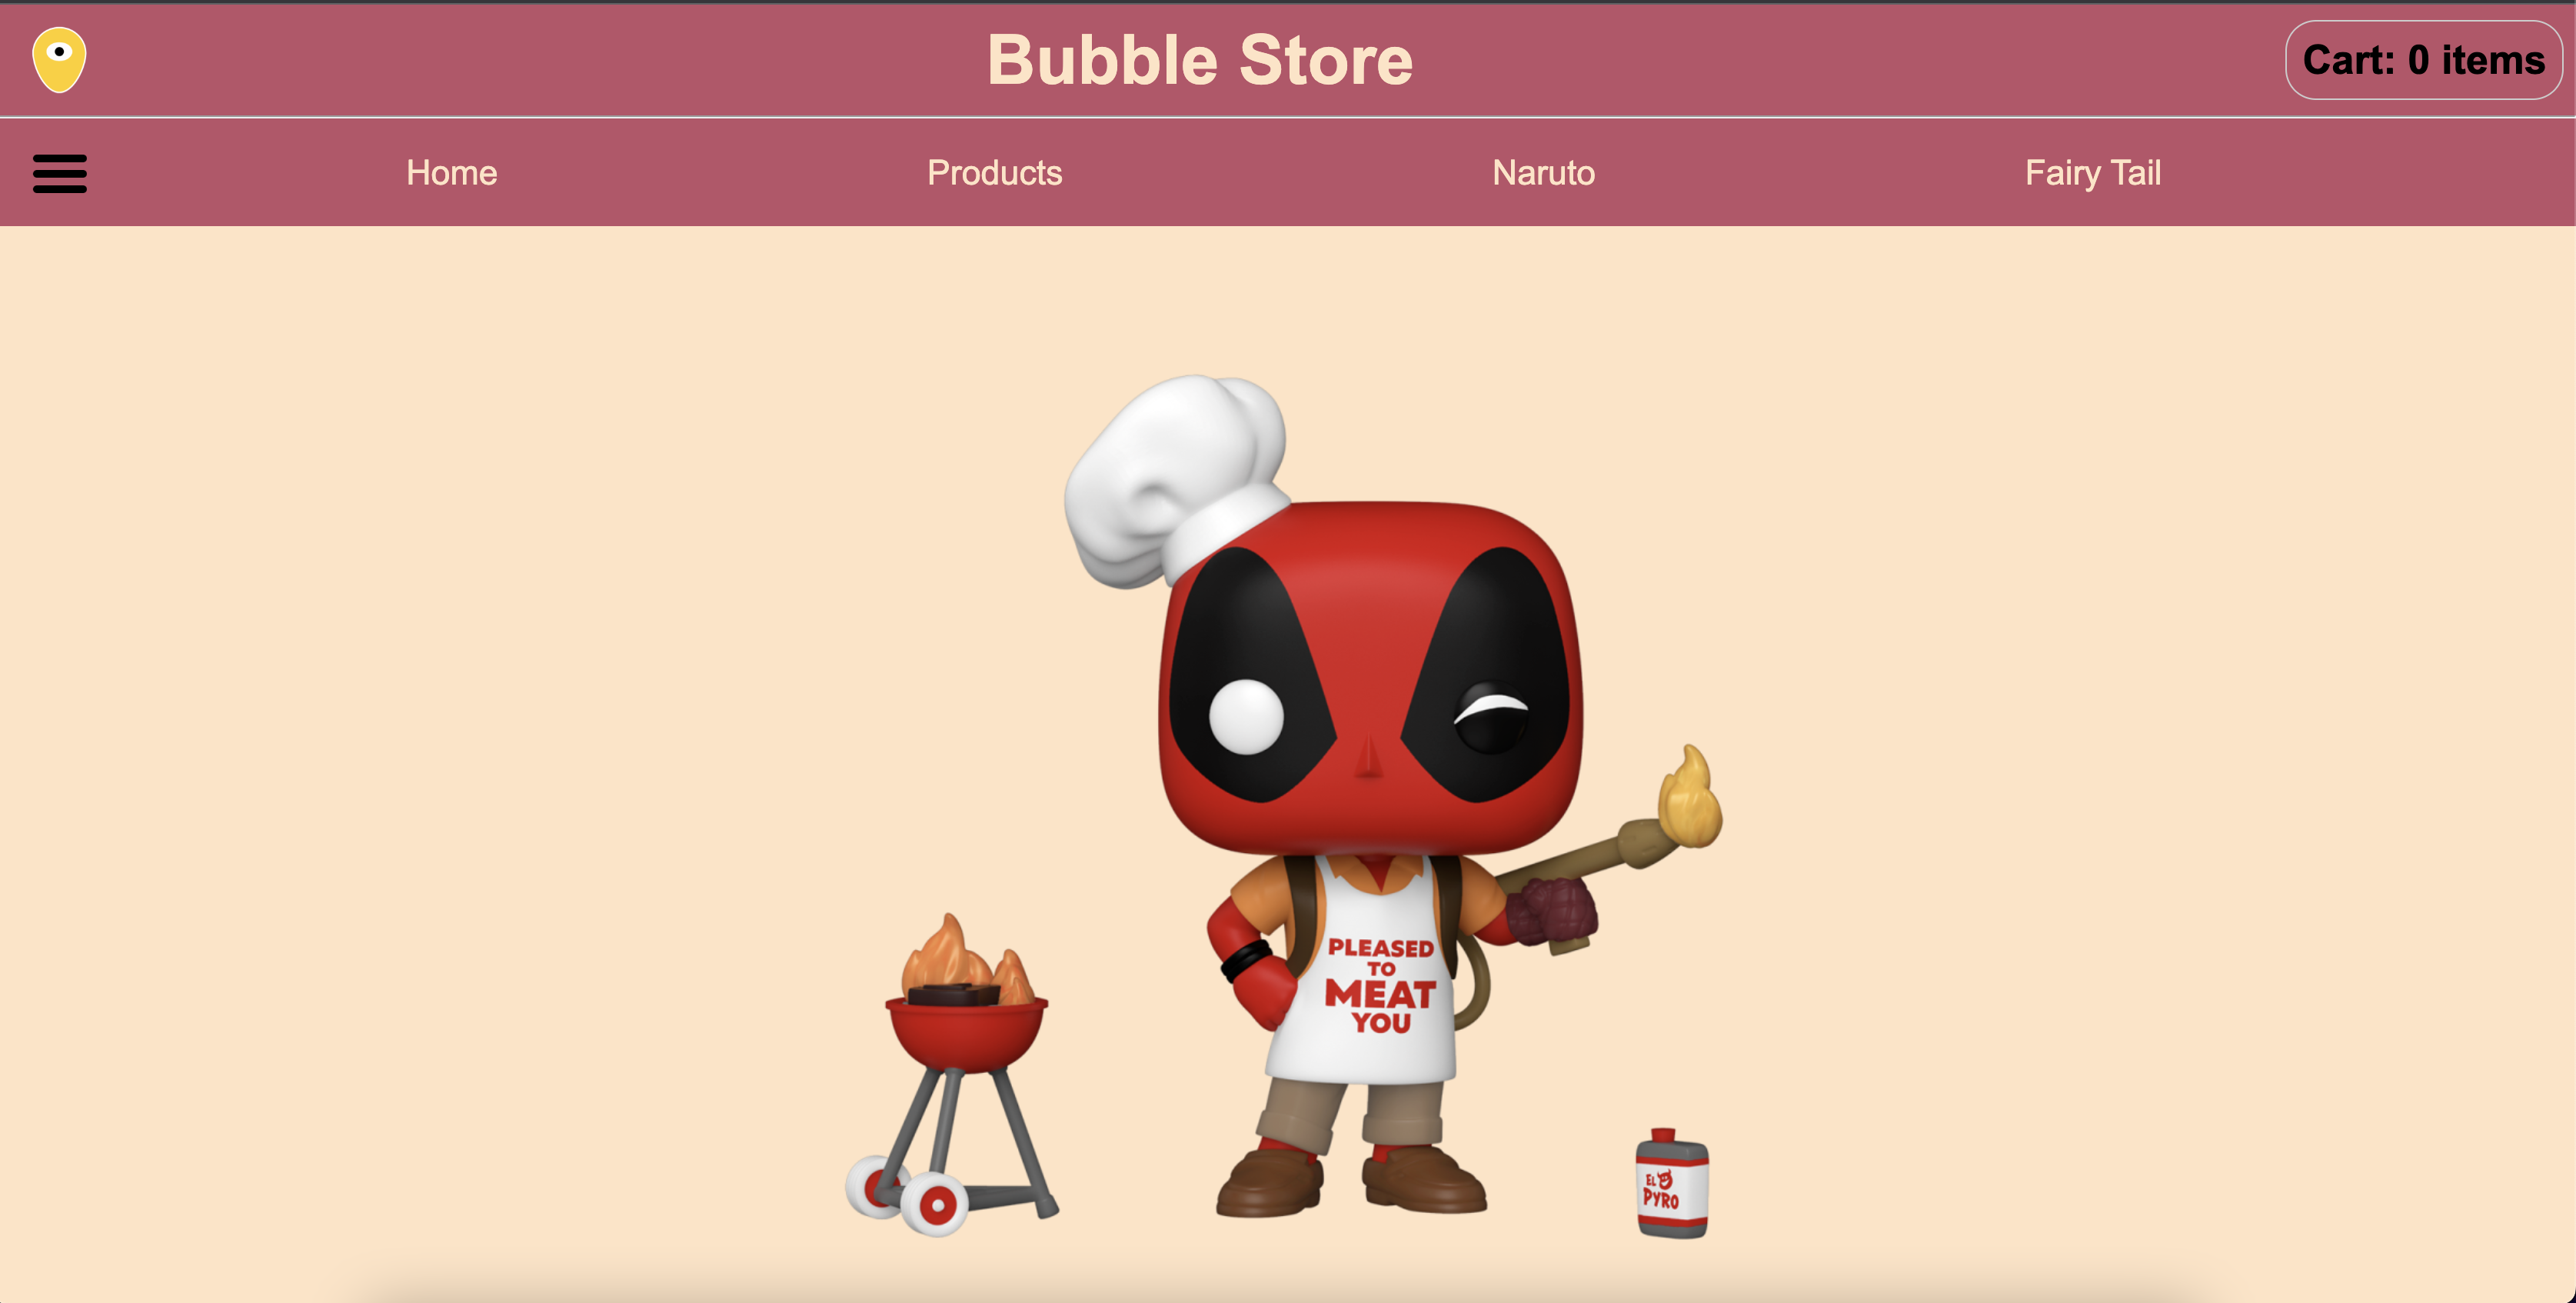 Bubble Store
Cart: 0 items
Home
Products
Naruto
Fairy Tail
PLEASED
TO
MEAT
YOU
EL
PYRO